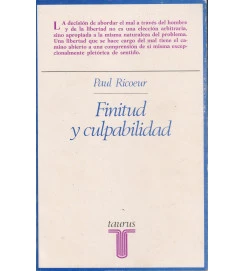 LA decisión de abordar el mal a través del hombre
y de la libertad no es una elección arbitraria,
sino apropiada a la misma naturaleza del problema.
Una libertad que se hace cargo del mal tiene el ca-
mino abierto a una comprensión de sí misma excep-
cionalmente pletórica de sentido.
Paul Ricoeur
Finitud
y culpabilidad
taurus